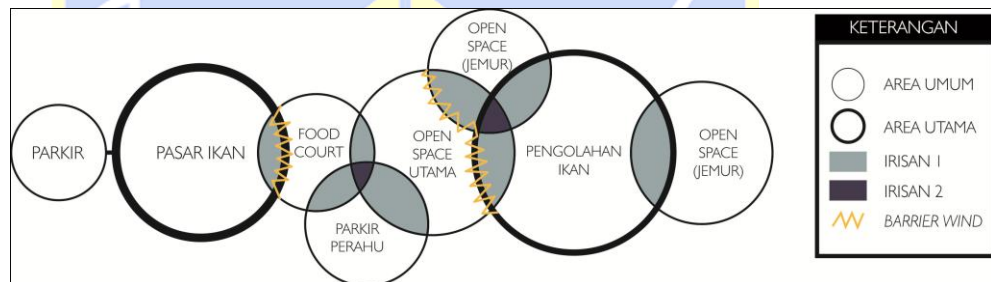 PARKIR
PASAR IKAN
FOOD
COURT
PARKIR
PERAHU
OPEN
SPACE
UTAMA
OPEN
SPACE
(JEMUR)
PENGOLAHAN
IKAN
OPEN
SPACE
(JEMUR)
KETERANGAN
AREA UMUM
AREA UTAMA
IRISAN 1
IRISAN 2
BARRIER WIND